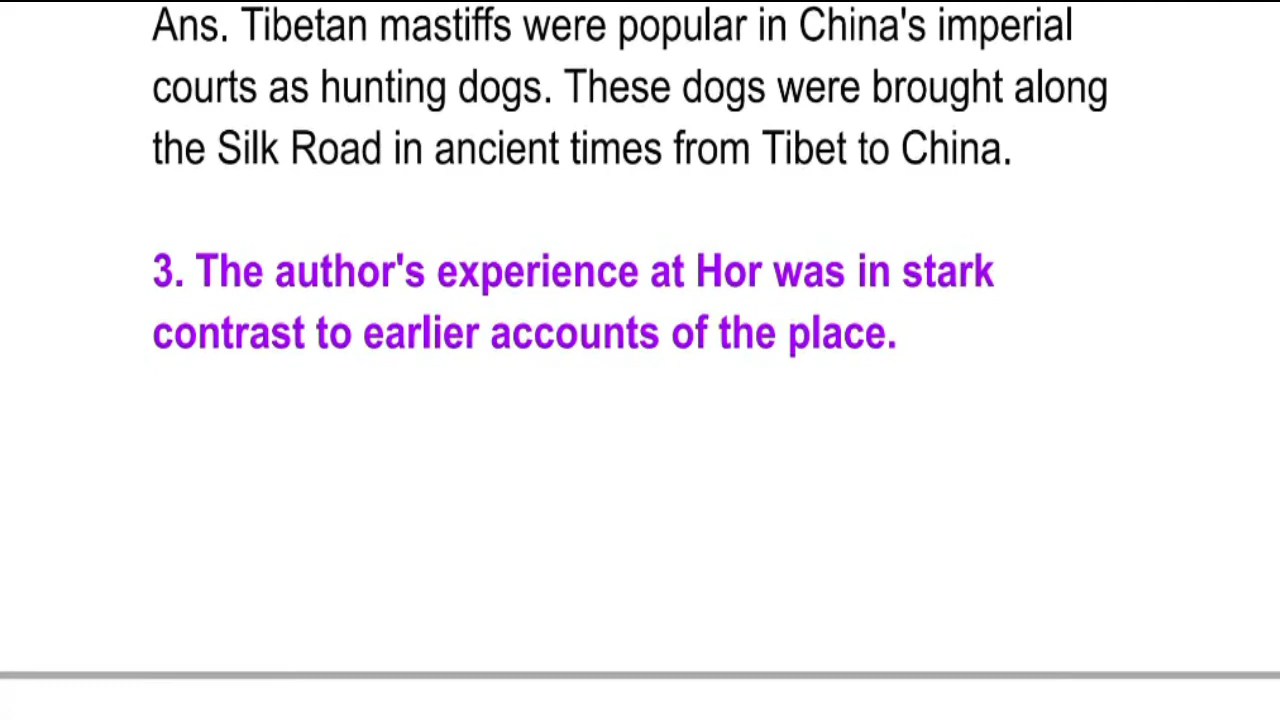 Ans. Tibetan mastiffs were popular in China's imperial
courts as hunting dogs. These dogs were brought along
the Silk Road in ancient times from Tibet to China.
3. The author's experience at Hor was in stark
contrast to earlier accounts of the place.